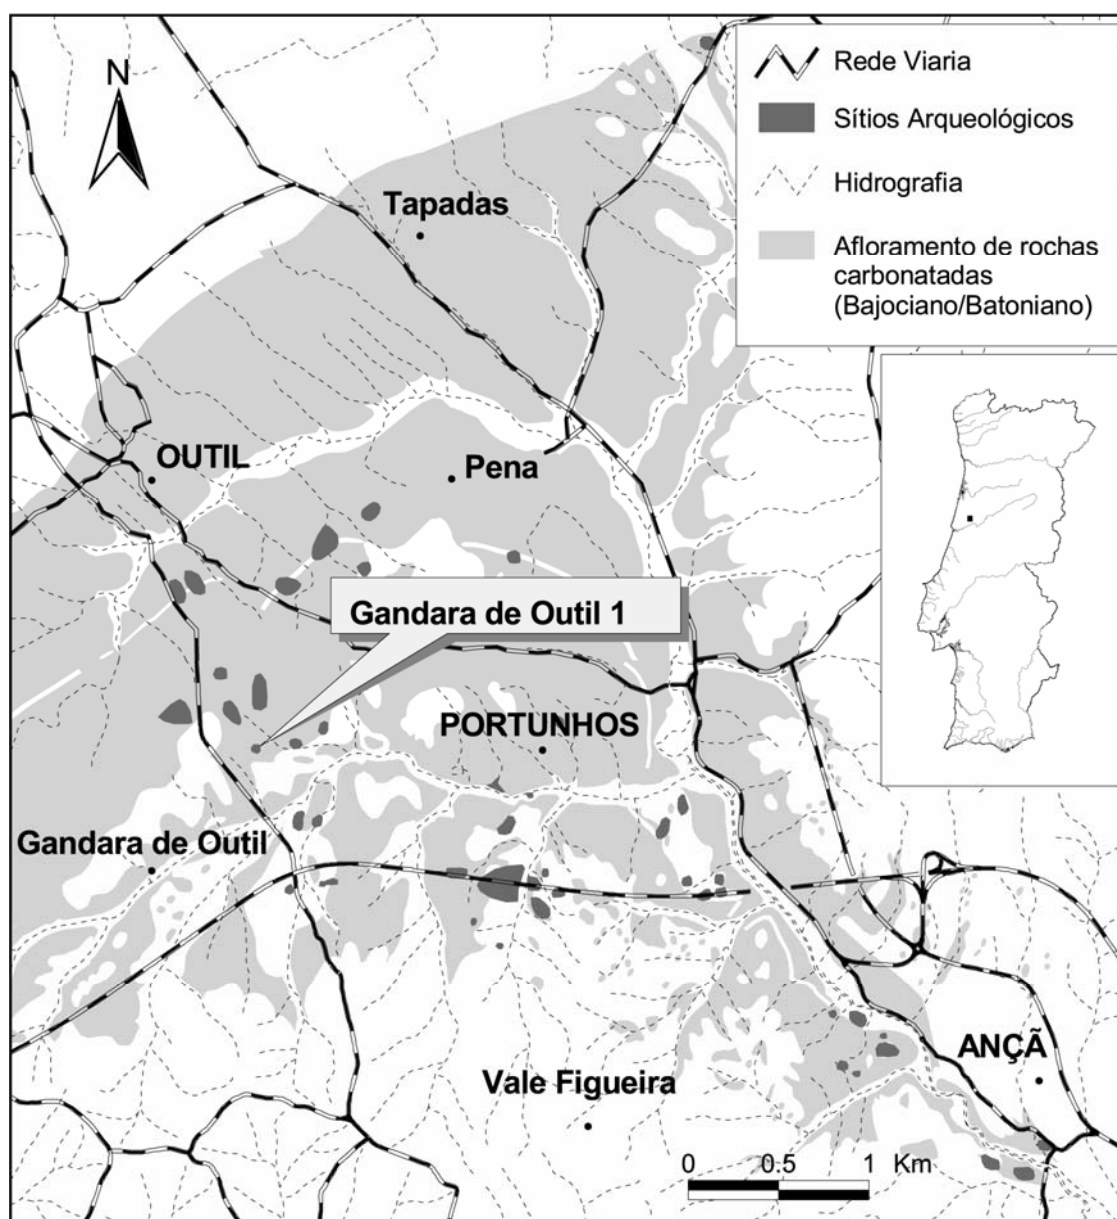 N
Rede Viaria
Sítios Arqueológicos
Hidrografia
Afloramento de rochas
carbonatadas
(Bajociano/Batoniano)
Tapadas
OUTIL
Pena
Gandara de Outil 1
PORTUNHOS
Gandara de Outil
ANÇÃ
Vale Figueira
0 0.5 1 Km